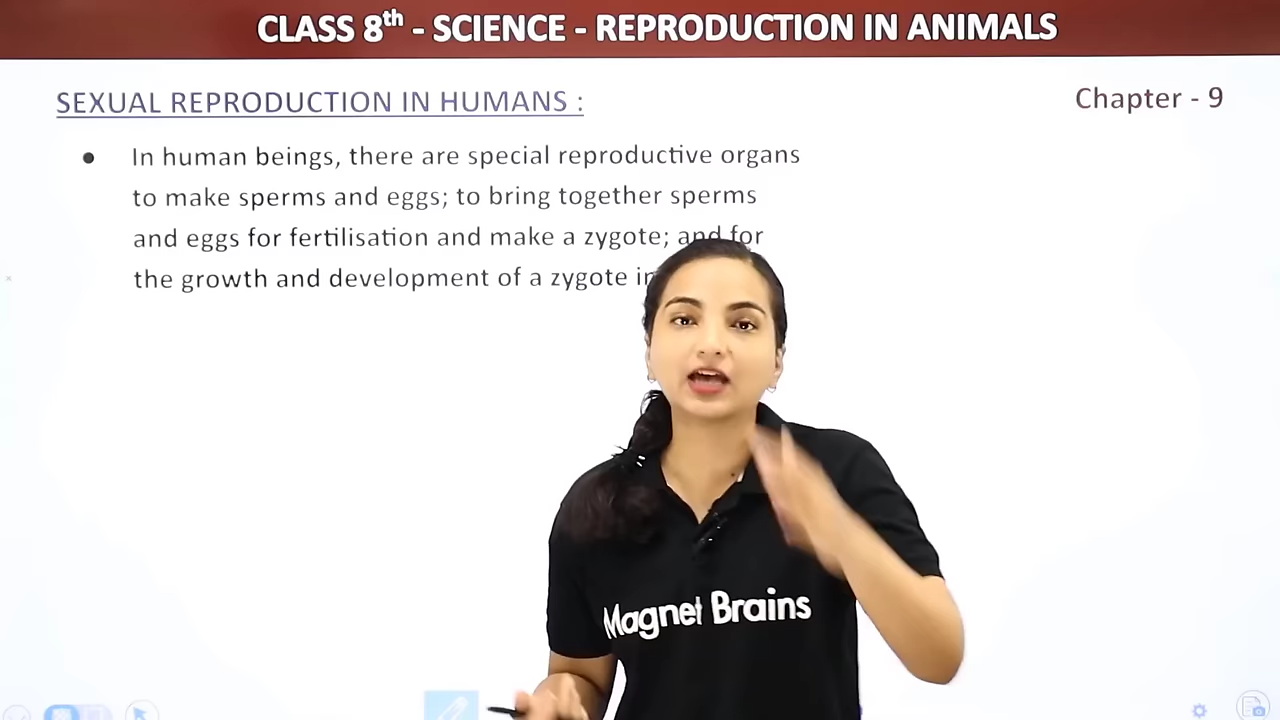 CLASS 8th - SCIENCE - REPRODUCTION IN ANIMALS
SEXUAL REPRODUCTION IN HUMANS :
Chapter - 9
● In human beings, there are special reproductive organs
to make sperms and eggs; to bring together sperms
and eggs for fertilisation and make a zygote; and for
the growth and development of a zygote
Magnet Brains